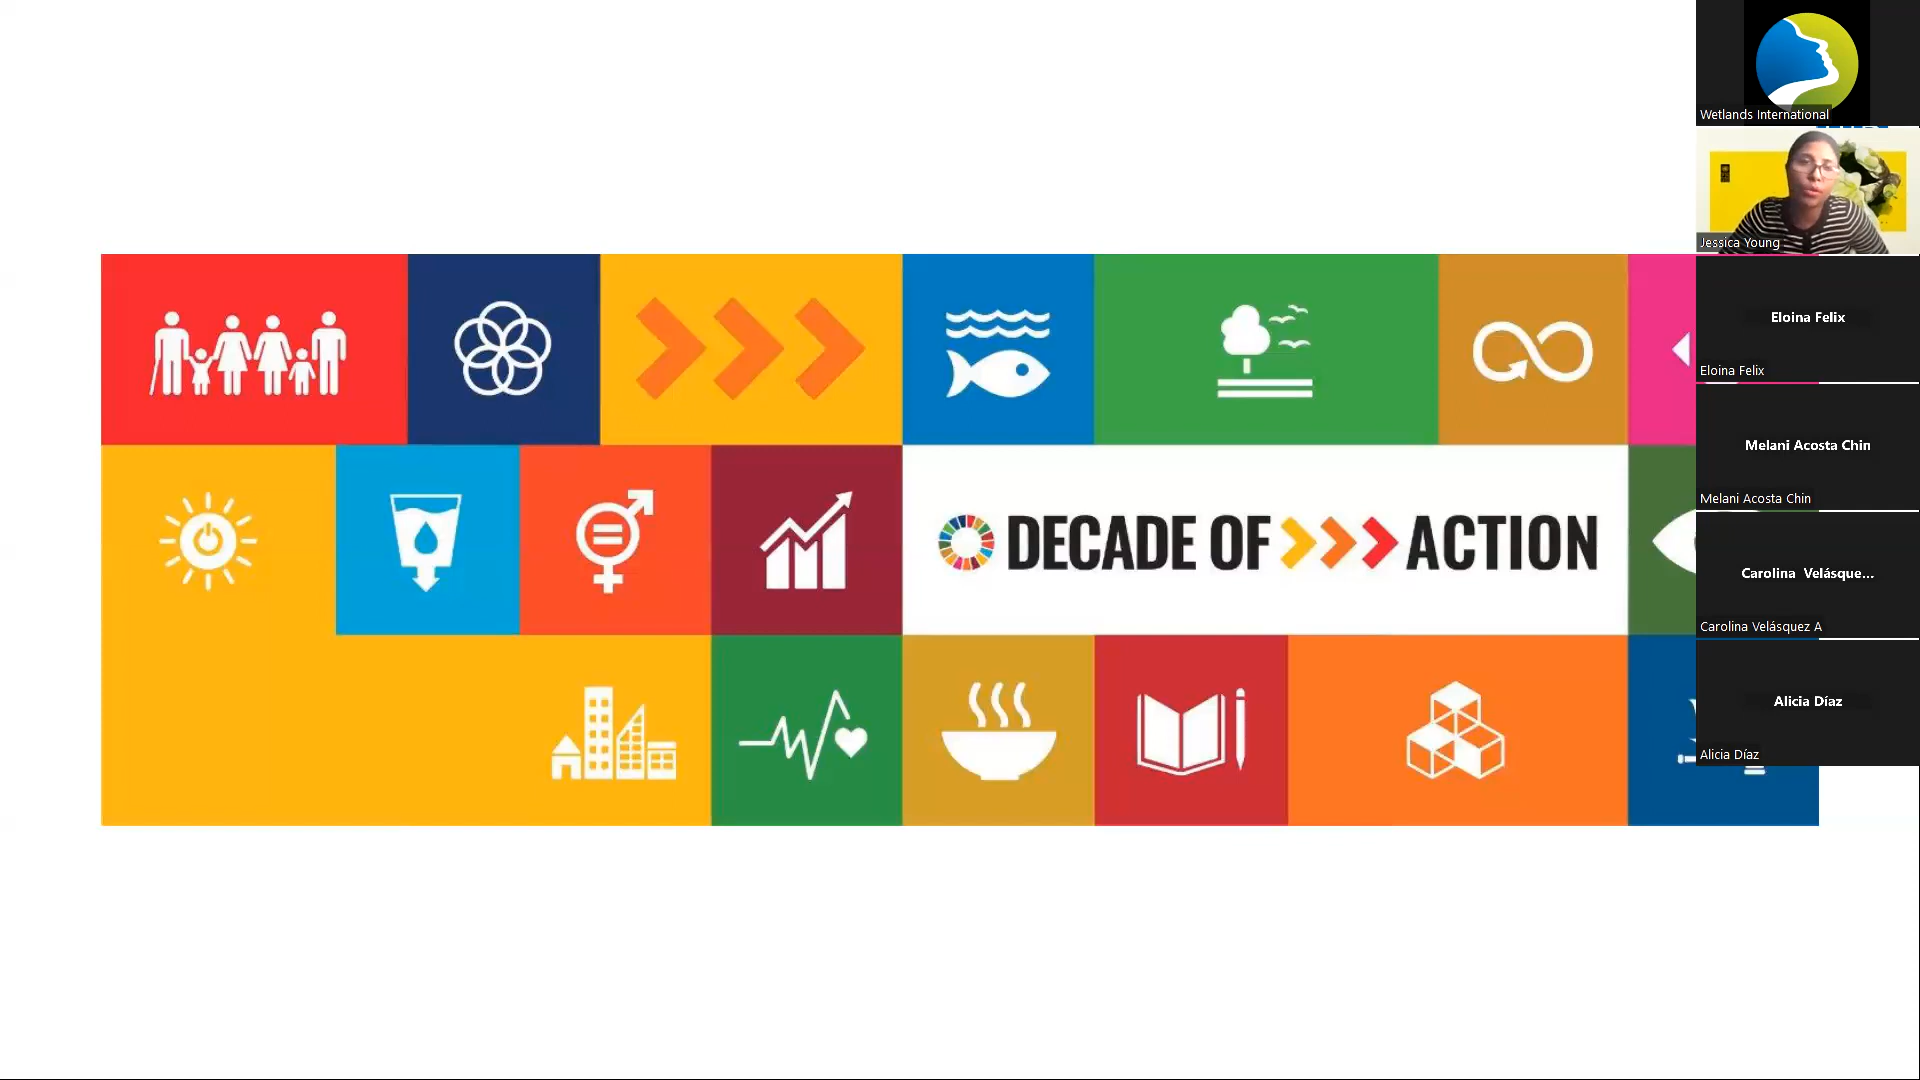 DECADE OF ACTION
Wetlands International
Jessica Young
Eloina Felix
Eloina Felix
Melani Acosta Chin
Melani Acosta Chin
Carolina Velásque...
Carolina Velásquez A
Alicia Díaz
Alicia Díaz